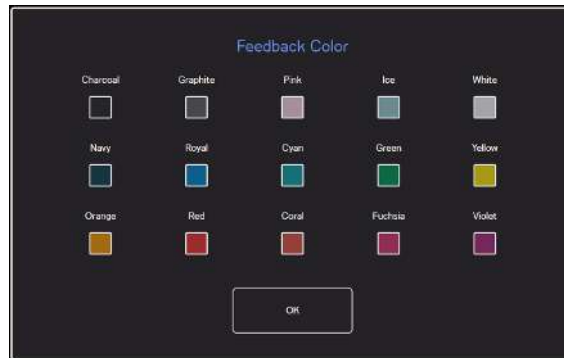 Feedback Color
Charcoal Graphite Pink Ice White
Navy Royal Cyan Green Yellow
Orange Red Coral Fuchsia Violet
OK